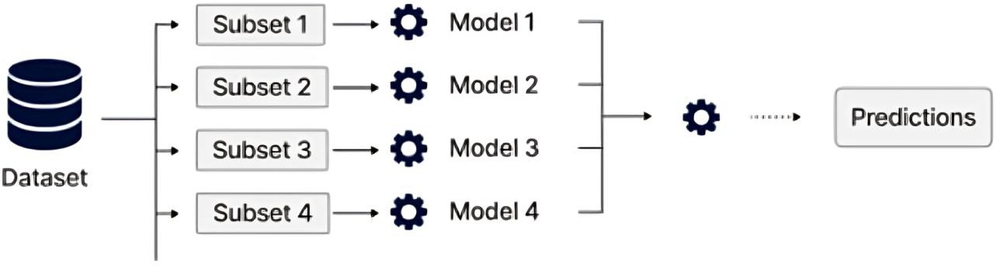 Subset 1
Model 1
Subset 2
Model 2
Predictions
Subset 3
Model 3
Dataset
Subset 4
Model 4